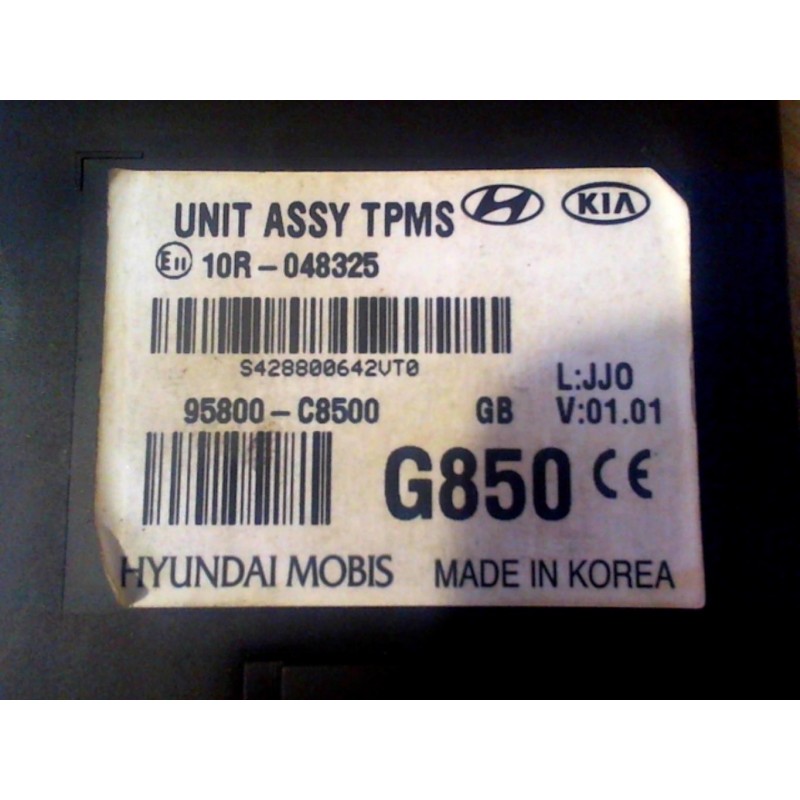 UNIT ASSY TPMS
KIA
E11 10R-048325
S428800642VT0
L:JJO
95800-C8500 GB V:01.01
G850 CE
HYUNDAI MOBIS MADE IN KOREA